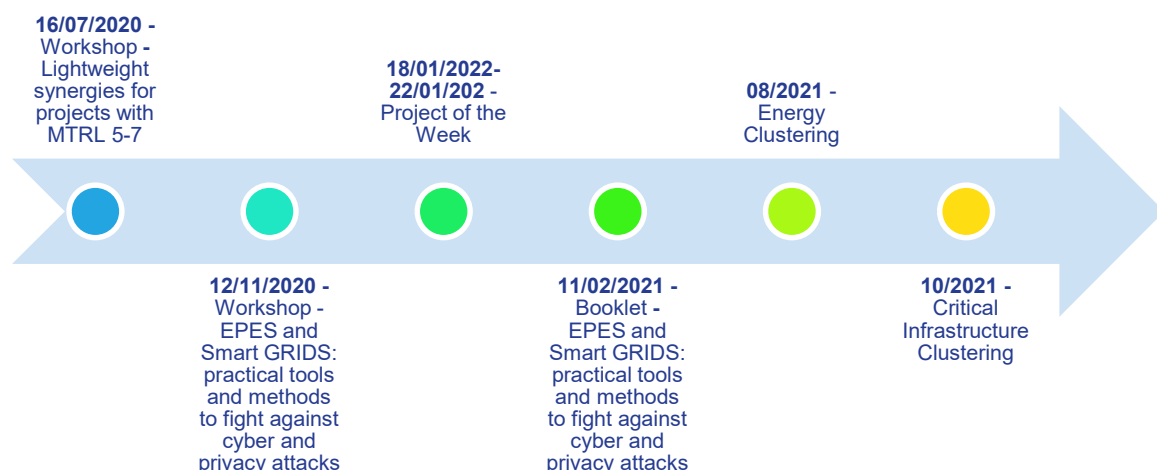 16/07/2020 -
Workshop -
Lightweight
synergies for
projects with
MTRL 5-7
12/11/2020 -
Workshop -
EPES and
Smart GRIDS:
practical tools
and methods
to fight against
cyber and
privacy attacks
18/01/2022-
22/01/202 -
Project of the
Week
11/02/2021 -
Booklet -
EPES and
Smart GRIDS:
practical tools
and methods
to fight against
cyber and
privacy attacks
08/2021 -
Energy
Clustering
10/2021 -
Critical
Infrastructure
Clustering